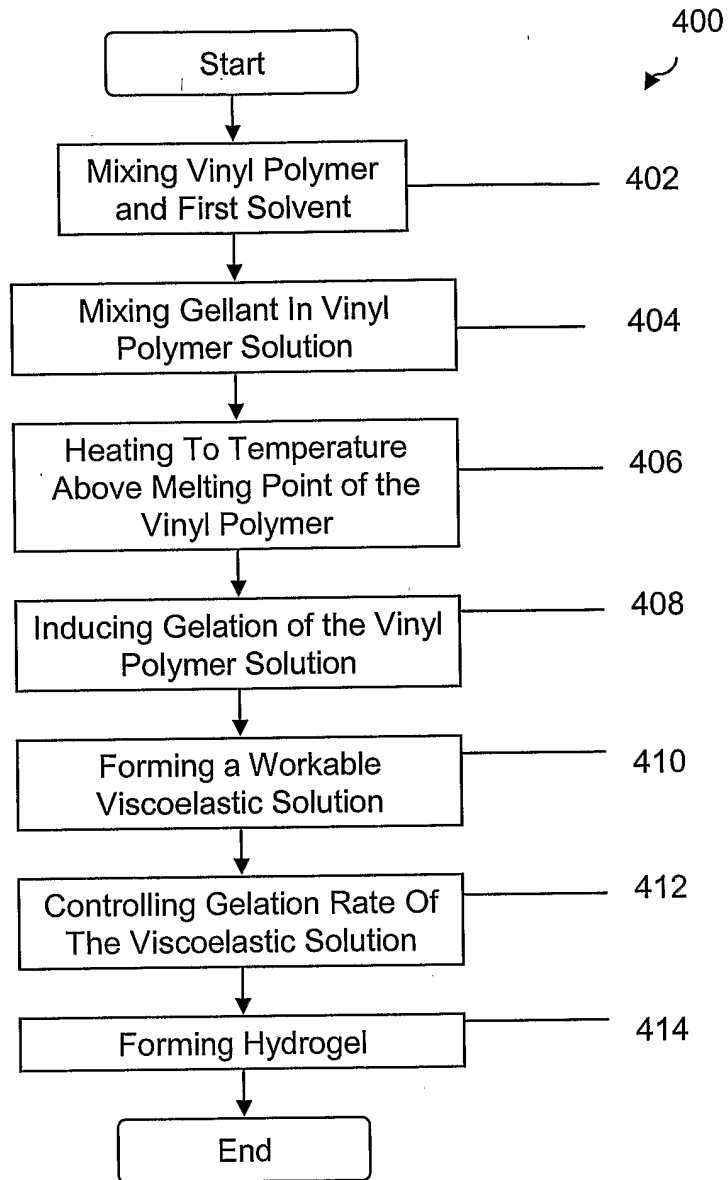 400
Start
Mixing Vinyl Polymer
and First Solvent
402
Mixing Gellant In Vinyl
Polymer Solution
404
Heating To Temperature
Above Melting Point of the
Vinyl Polymer
406
Inducing Gelation of the Vinyl
Polymer Solution
408
Forming a Workable
Viscoelastic Solution
410
Controlling Gelation Rate Of
The Viscoelastic Solution
412
Forming Hydrogel
414
End